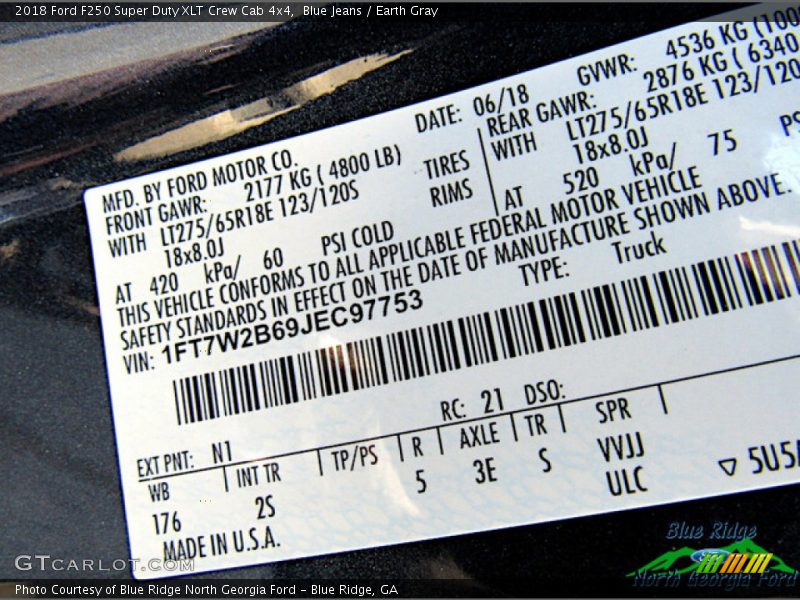 2018 Ford F250 Super Duty XLT Crew Cab 4x4, Blue Jeans / Earth Gray
MFD. BY FORD MOTOR CO.
DATE: 06/18
GVWR: 4536 KG
FRONT GAWR: 2177 KG ( 4800 LB)
REAR GAWR: 2876 KG ( 6340
WITH LT275/65R18E 123/120S
TIRES
WITH LT275/65R18E 123/120
18x8.0J
RIMS
18x8.0J
AT 420 kPa/ 60 PSI COLD
AT 520 kPa/ 75
THIS VEHICLE CONFORMS TO ALL APPLICABLE FEDERAL MOTOR VEHICLE
SAFETY STANDARDS IN EFFECT ON THE DATE OF MANUFACTURE SHOWN ABOVE.
VIN: 1FT7W2B69JEC97753
TYPE: Truck
RC: 21 DSO:
EXT PNT: N1
WB INT TR TP/PS R AXLE TR SPR
176 2S 5 3E S VVJJ
ULC
5U5A
MADE IN U.S.A.
GTCarlot.com
Blue Ridge
North Georgia Ford
Photo Courtesy of Blue Ridge North Georgia Ford - Blue Ridge, GA